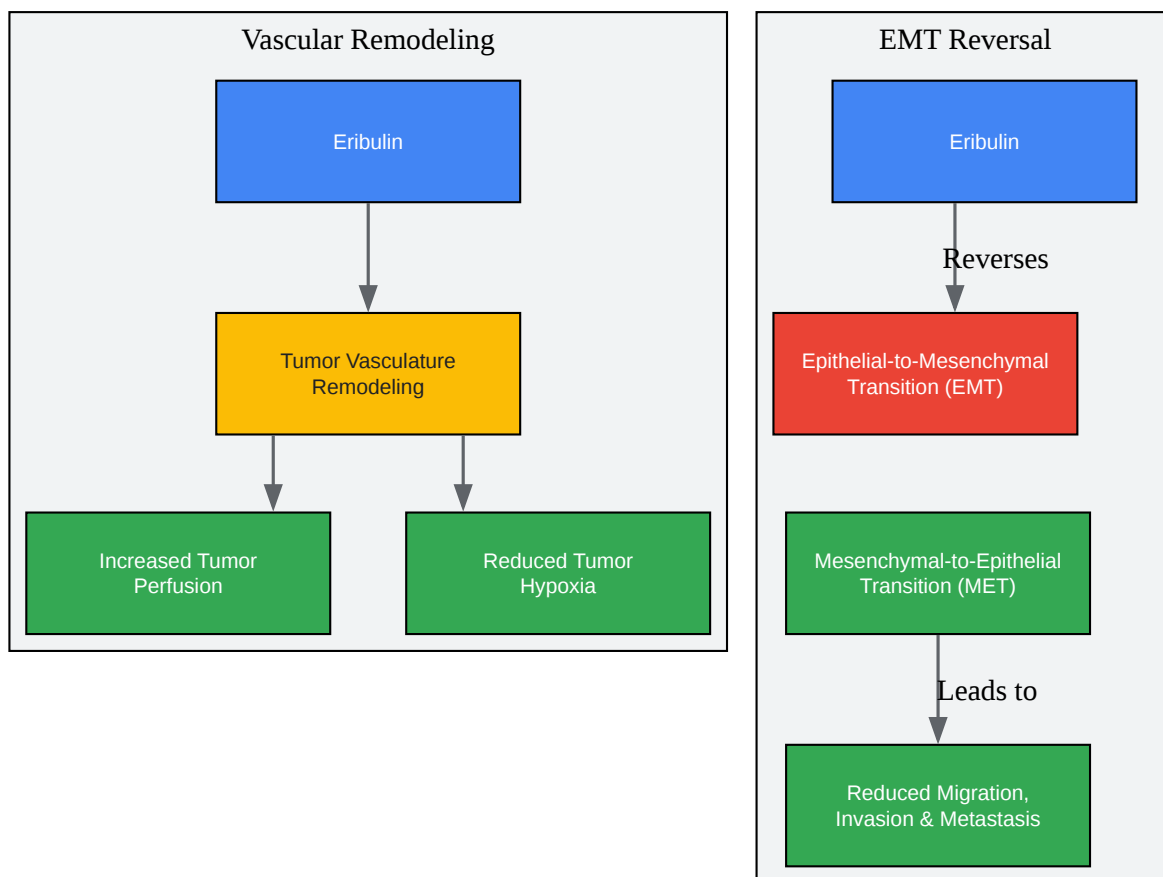 Vascular Remodeling
Eribulin
Tumor Vasculature
Remodeling
Increased Tumor
Perfusion
Reduced Tumor
Hypoxia
EMT Reversal
Eribulin
Reverses
Epithelial-to-Mesenchymal
Transition (EMT)
Mesenchymal-to-Epithelial
Transition (MET)
Leads to
Reduced Migration,
Invasion & Metastasis